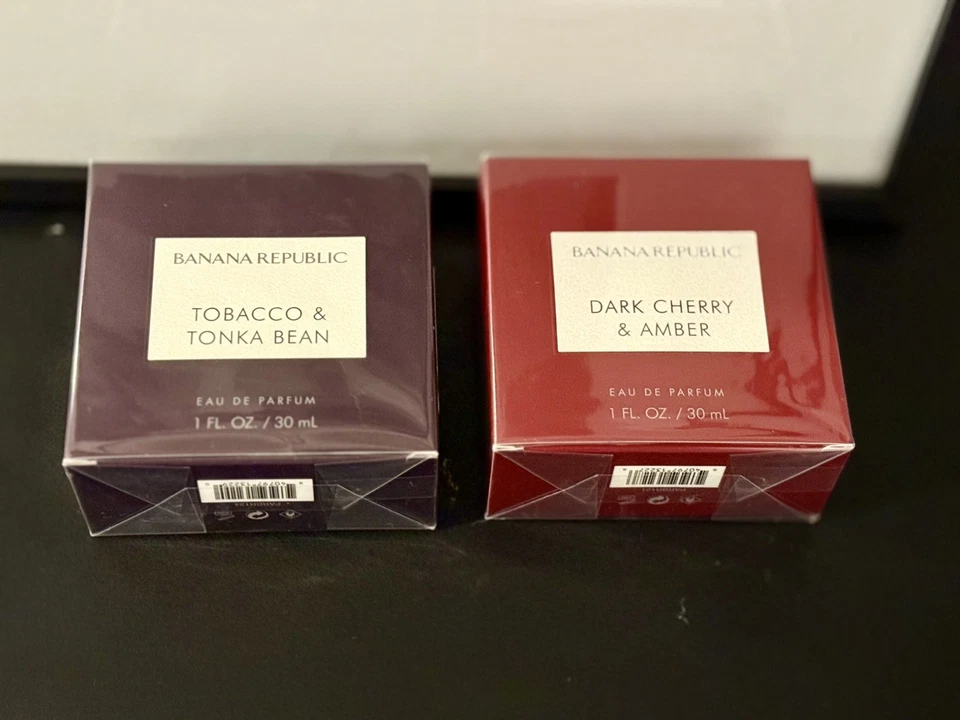 BANANA REPUBLIC
TOBACCO &
TONKA BEAN
EAU DE PARFUM
1 FL. OZ. / 30 mL
BANANA REPUBLIC
DARK CHERRY
& AMBER
EAU DE PARFUM
1 FL. OZ. / 30 mL